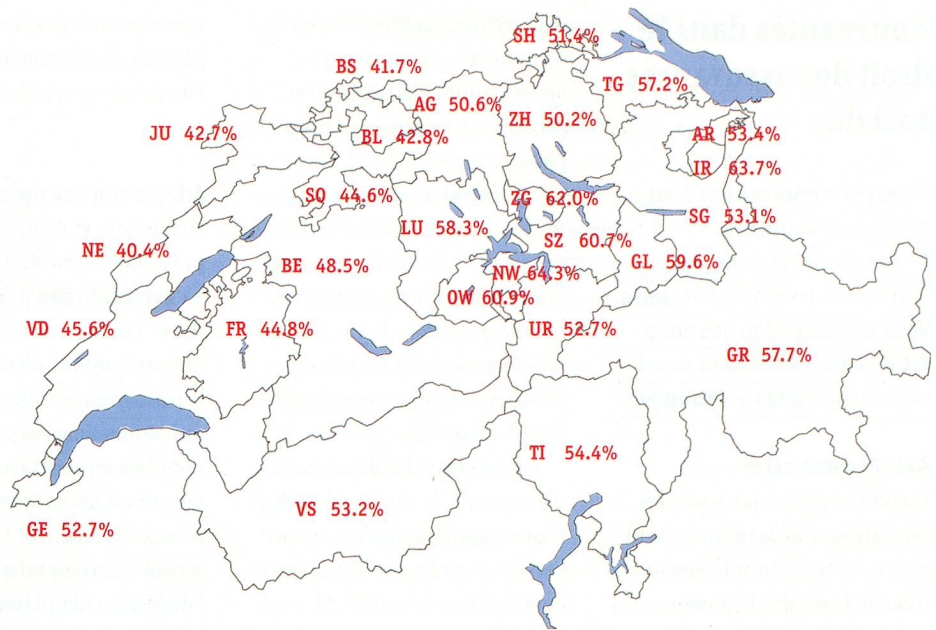 SH 51.4%
BS 41.7%
TG 57.2%
AG 50.6%
ZH 50.2%
JU 42.7%
BL 42.8%
AR 53.4%
IR 63.7%
SO 44.6%
ZG 62.0%
SG 53.1%
LU 58.3%
SZ 60.7%
NE 40.4%
BE 48.5%
GL 59.6%
NW 64.3%
OW 60.9%
VD 45.6%
FR 44.8%
UR 52.7%
GR 57.7%
TI 54.4%
VS 53.2%
GE 52.7%